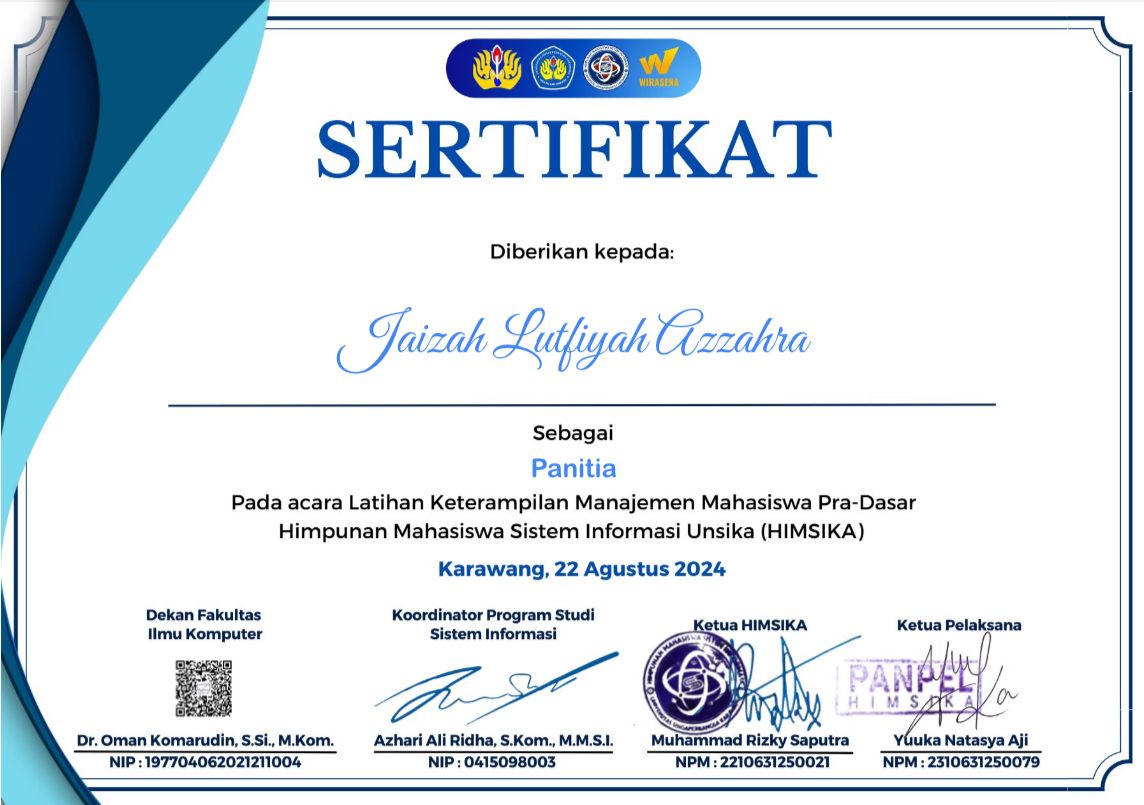 WIRASENA
SERTIFIKAT
Diberikan kepada:
Jaizah Lutfiyah Azzahra
Sebagai
Panitia
Pada acara Latihan Keterampilan Manajemen Mahasiswa Pra-Dasar
Himpunan Mahasiswa Sistem Informasi Unsika (HIMSIKA)
Karawang, 22 Agustus 2024
Dekan Fakultas
Ilmu Komputer
Dr. Oman Komarudin, S.Si., M.Kom.
NIP : 197704062021211004
Koordinator Program Studi
Sistem Informasi
Azhari Ali Ridha, S.Kom., M.M.S.I.
NIP : 0415098003
Ketua HIMSIKA
Muhammad Rizky Saputra
NPM : 2210631250021
Ketua Pelaksana
PANPEL
HIMSIKA
Yuuka Natasya Aji
NPM : 2310631250079